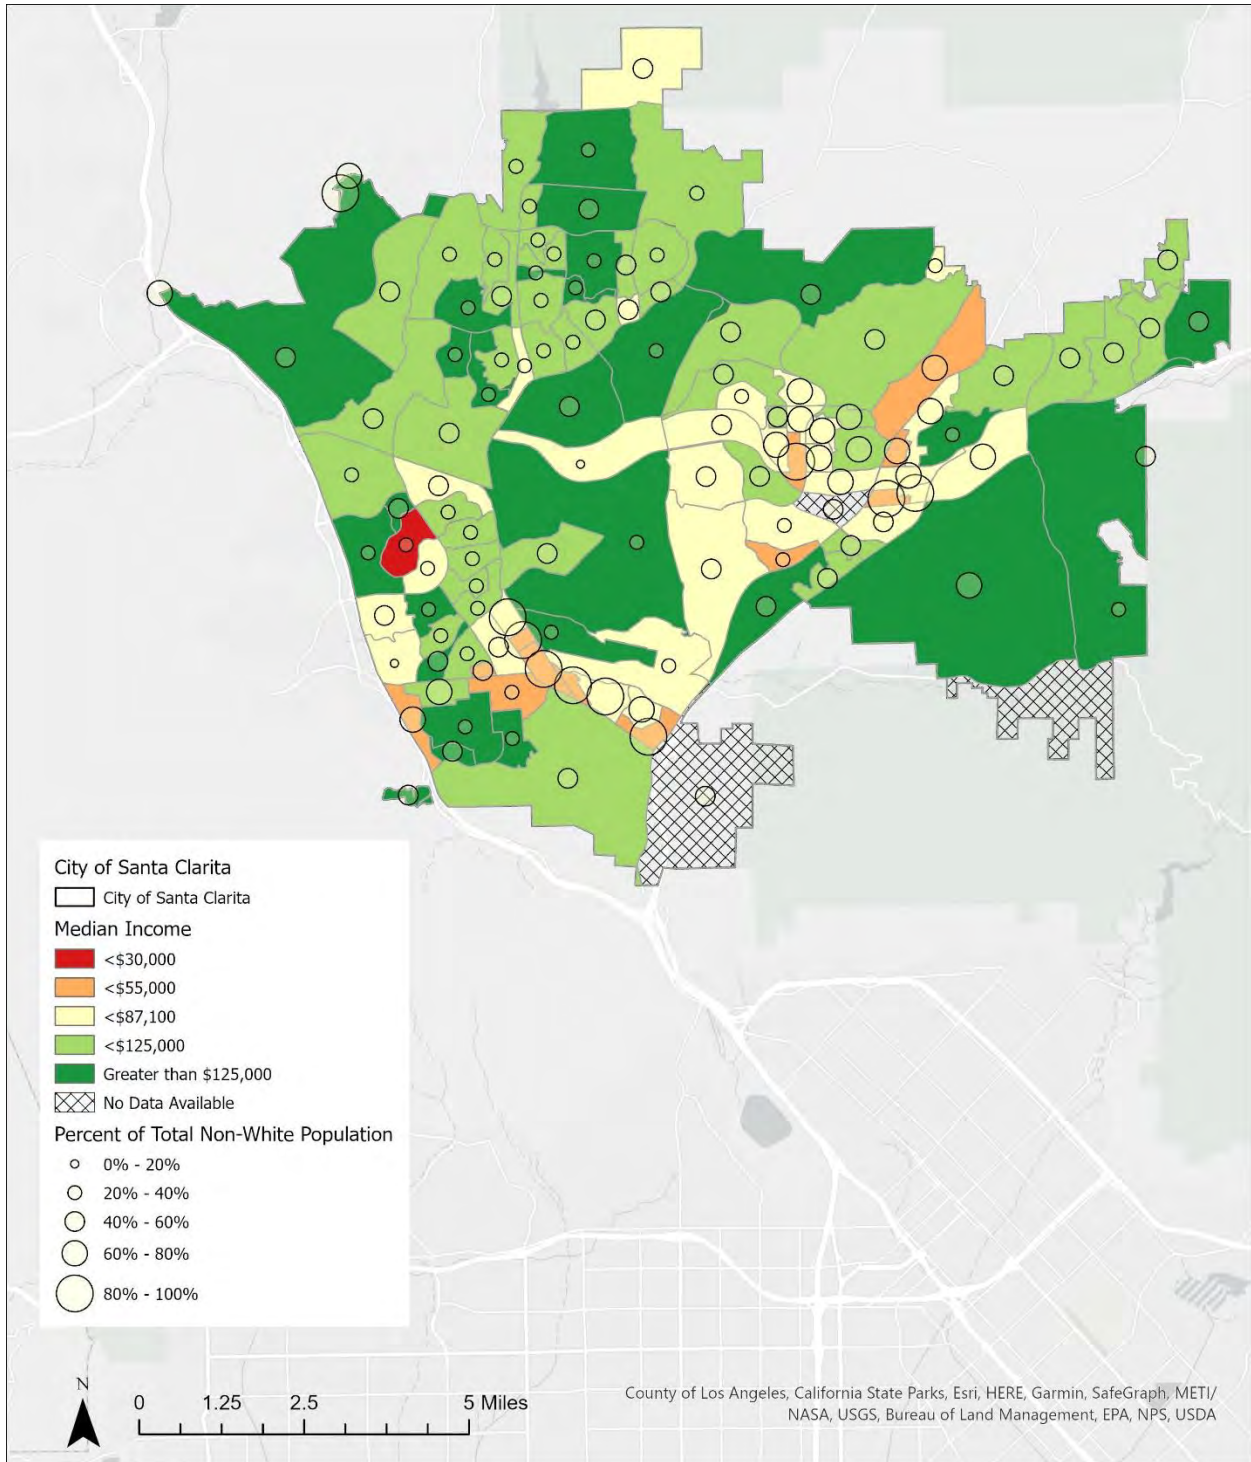 City of Santa Clarita
City of Santa Clarita
Median Income
<$30,000
<$55,000
<$87,100
<$125,000
Greater than $125,000
No Data Available
Percent of Total Non-White Population
0% - 20%
20% - 40%
40% - 60%
60% - 80%
80% - 100%
N
0 1.25 2.5 5 Miles
County of Los Angeles, California State Parks, Esri, HERE, Garmin, SafeGraph, METI/
NASA, USGS, Bureau of Land Management, EPA, NPS, USDA